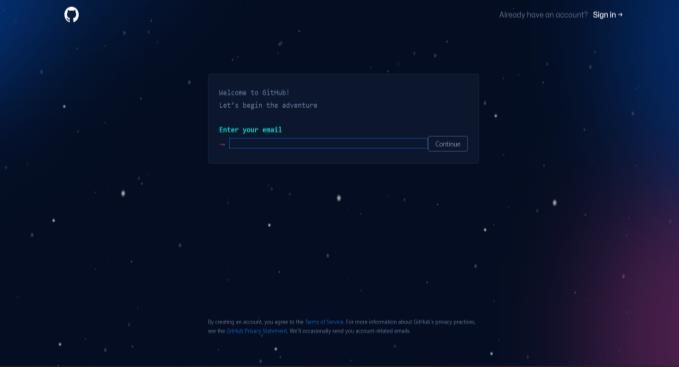 Already have an account? Sign in →
Welcome to GitHub!
Let's begin the adventure
Enter your email
→ Continue
By creating an account, you agree to the Terms of Service. For more information about GitHub's privacy practices,
see the GitHub Privacy Statement. We'll occasionally send you account-related emails.